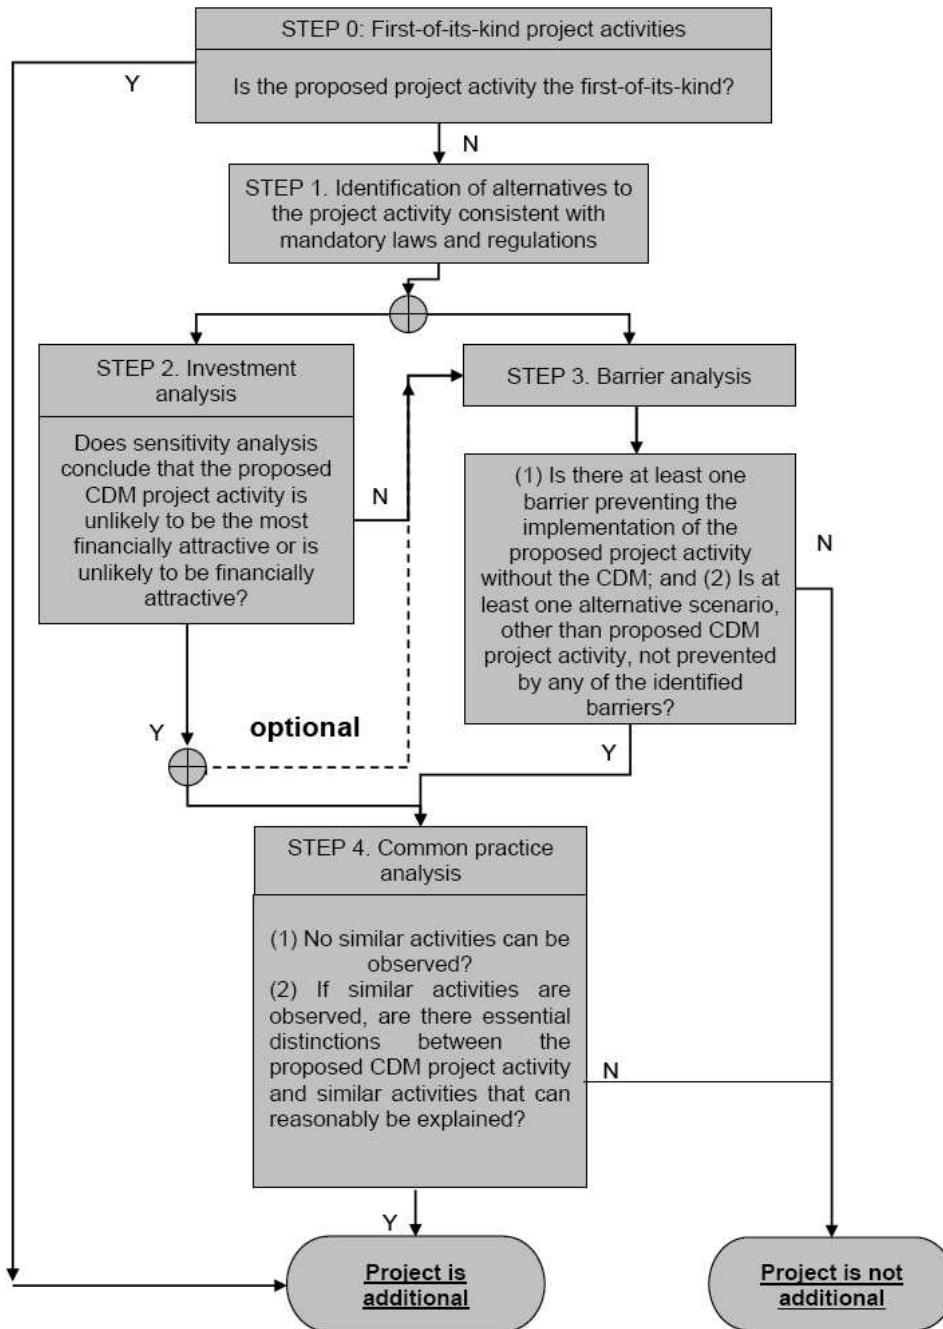 STEP 0: First-of-its-kind project activities
Y
Is the proposed project activity the first-of-its-kind?
N
STEP 1. Identification of alternatives to
the project activity consistent with
mandatory laws and regulations
STEP 2. Investment
analysis
STEP 3. Barrier analysis
Does sensitivity analysis
conclude that the proposed
CDM project activity is
unlikely to be the most
financially attractive or is
unlikely to be financially
attractive?
N
(1) Is there at least one
barrier preventing the
implementation of the
proposed project activity
without the CDM; and (2) Is at
least one alternative scenario,
other than proposed CDM
project activity, not prevented
by any of the identified
barriers?
N
Y
optional
Y
STEP 4. Common practice
analysis
(1) No similar activities can be
observed?
(2) If similar activities are
observed, are there essential
distinctions between the
proposed CDM project activity
and similar activities that can
reasonably be explained?
N
Y
Project is
additional
Project is not
additional